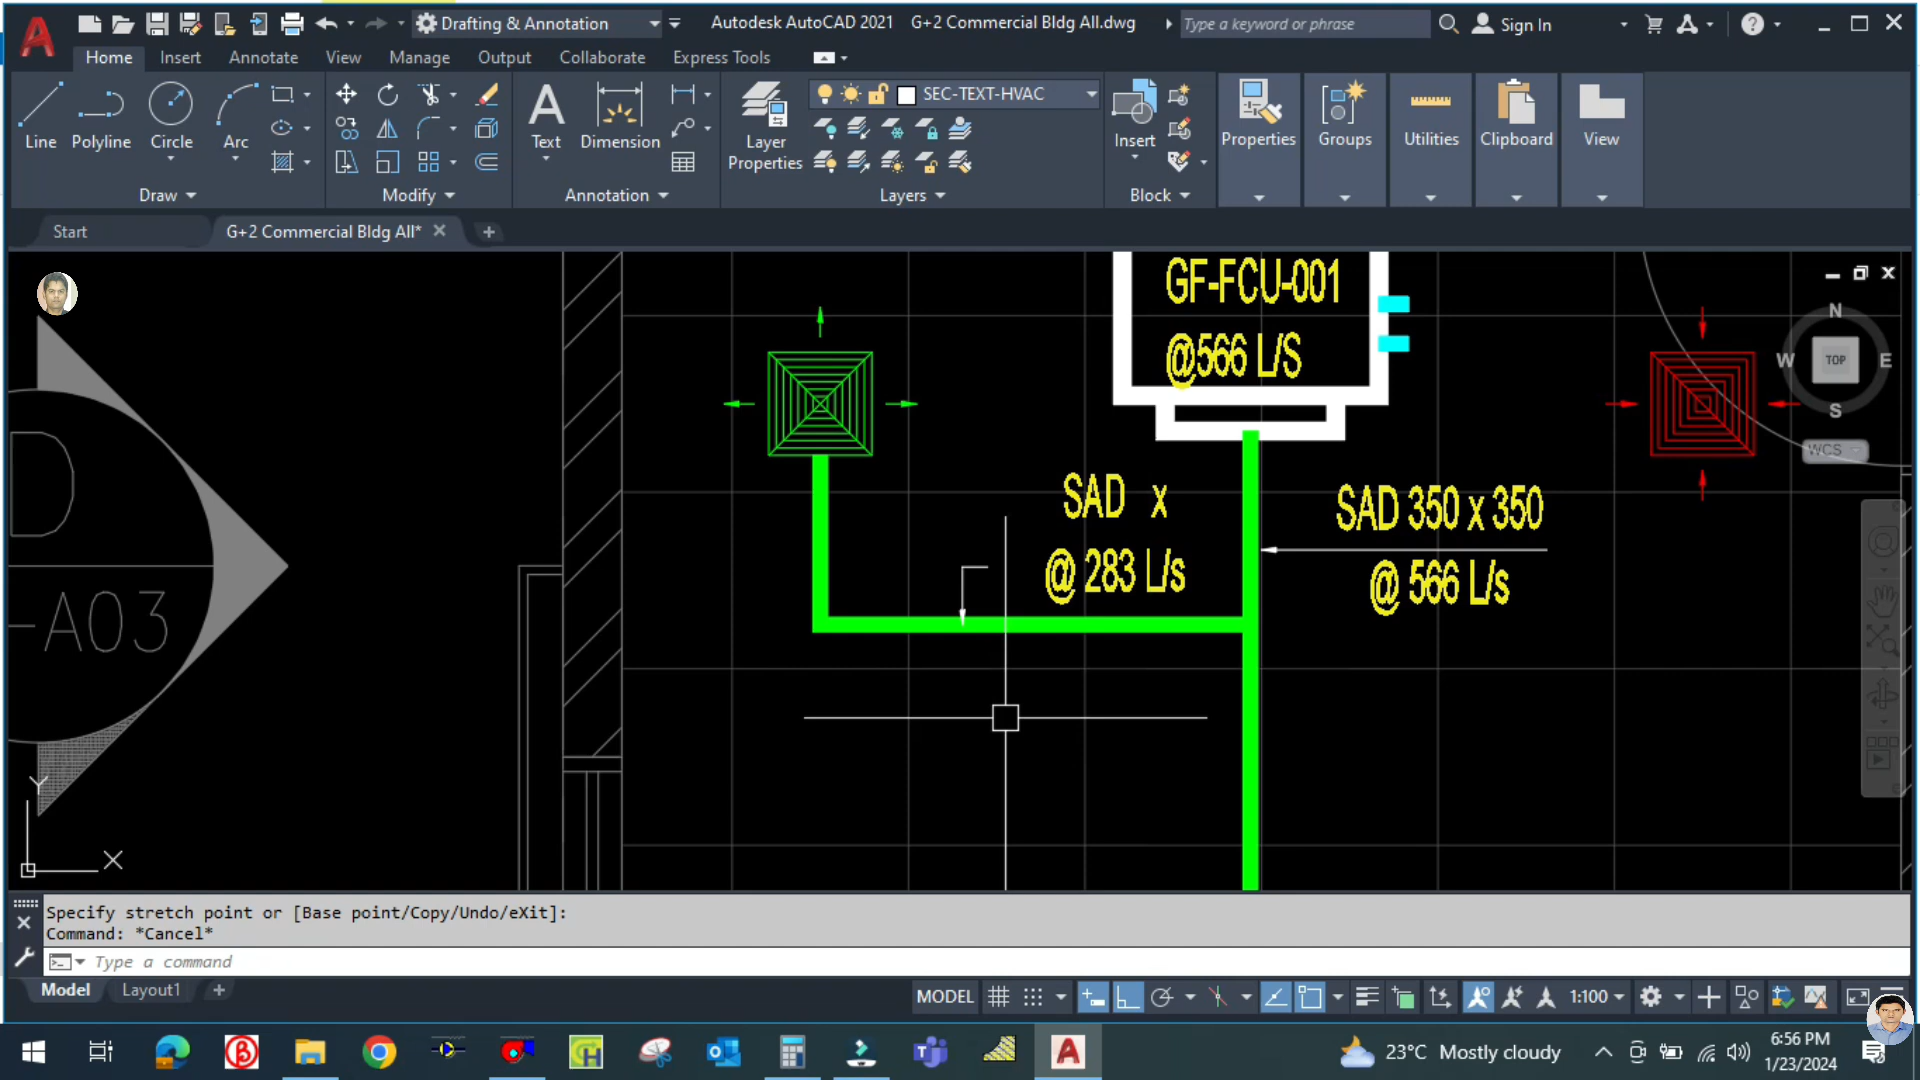 Drafting & Annotation
Autodesk AutoCAD 2021 G+2 Commercial Bldg All.dwg
Type a keyword or phrase
Sign In
Home Insert Annotate View Manage Output Collaborate Express Tools
SEC-TEXT-HVAC
Line Polyline Circle Arc
Text Dimension
Layer
Properties
Insert
Properties Groups Utilities Clipboard View
Draw Modify Annotation Layers Block
Start
G+2 Commercial Bldg All*
GF-FCU-001
@566 L/S
N
W TOP E
S
WCS
SAD x
@ 283 L/s
SAD 350 x 350
@ 566 L/s
D
-A03
Y
X
Specify stretch point or [Base point/Copy/Undo/eXit]:
Command: *Cancel*
Type a command
Model Layout1
MODEL
1:100
23°C Mostly cloudy
6:56 PM
1/23/2024